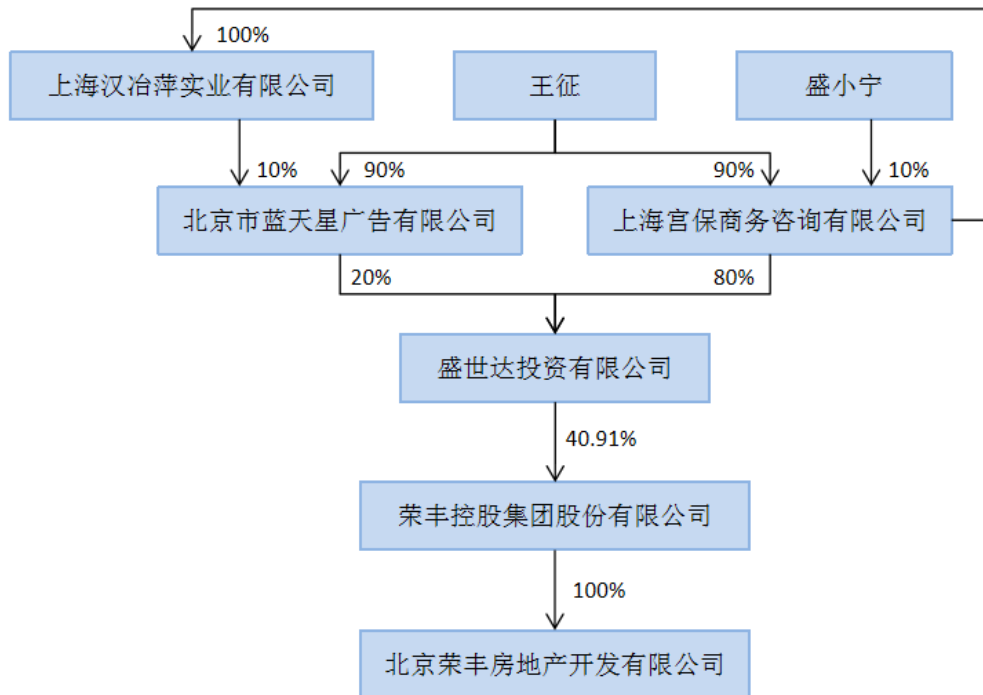 100%
上海汉冶萍实业有限公司
王征
盛小宁
10%
90%
90%
10%
北京市蓝天星广告有限公司
上海宫保商务咨询有限公司
20%
80%
盛世达投资有限公司
40.91%
荣丰控股集团股份有限公司
100%
北京荣丰房地产开发有限公司